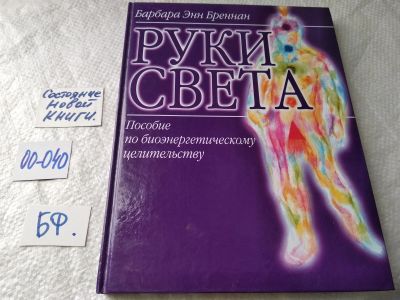 Барбара Энн Бреннан
РУКИ
СВЕТА
Пособие
по биоэнергетическому
целительству
Состояние
новой
книги.
00-040
БФ.